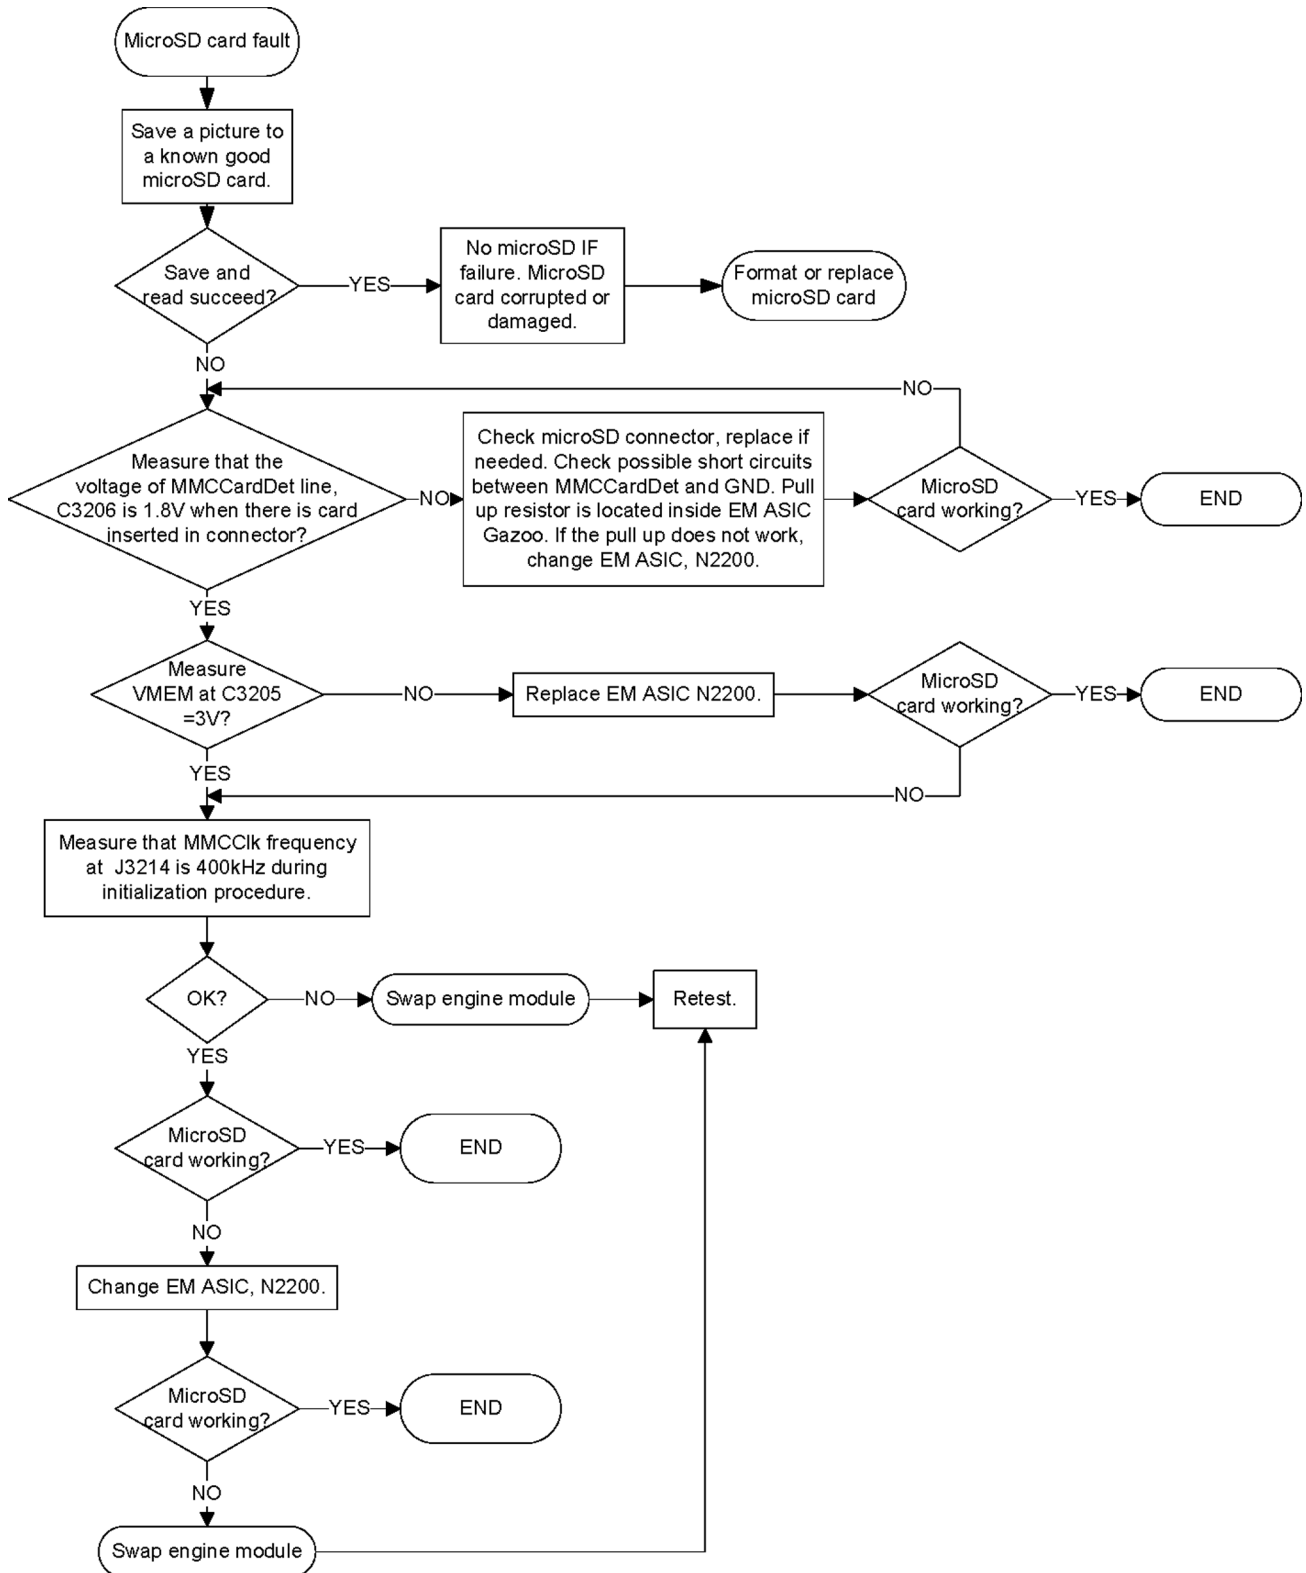 MicroSD card fault
Save a picture to
a known good
microSD card.
Save and
read succeed?
YES
No microSD IF
failure. MicroSD
card corrupted or
damaged.
Format or replace
microSD card
NO
NO
Measure that the
voltage of MMCCardDet line,
C3206 is 1.8V when there is card
inserted in connector?
NO
Check microSD connector, replace if
needed. Check possible short circuits
between MMCCardDet and GND. Pull
up resistor is located inside EM ASIC
Gazoo. If the pull up does not work,
change EM ASIC, N2200.
MicroSD
card working?
YES
END
YES
Measure
VMEM at C3205
=3V?
NO
Replace EM ASIC N2200.
MicroSD
card working?
YES
END
YES
NO
Measure that MMCClk frequency
at J3214 is 400kHz during
initialization procedure.
OK?
NO
Swap engine module
Retest.
YES
MicroSD
card working?
YES
END
NO
Change EM ASIC, N2200.
MicroSD
card working?
YES
END
NO
Swap engine module